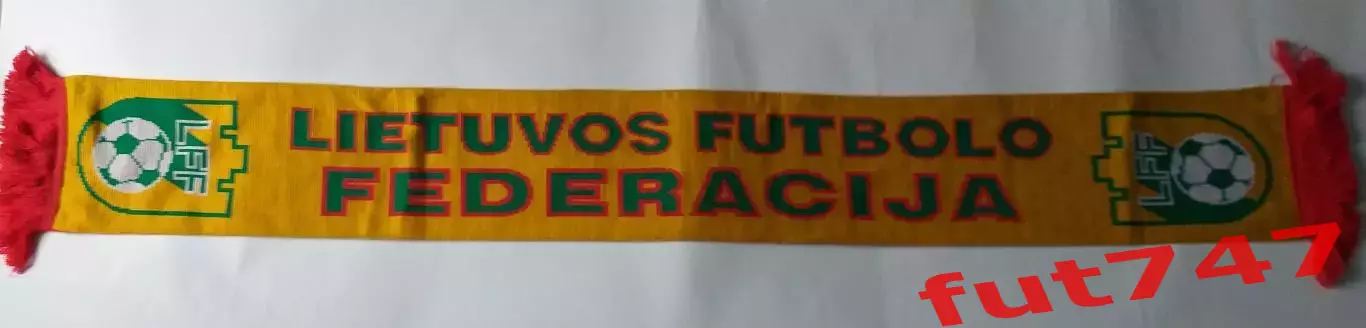 LFF
LIETUVOS FUTBOLO
FEDERACIJA
LFF
fut747